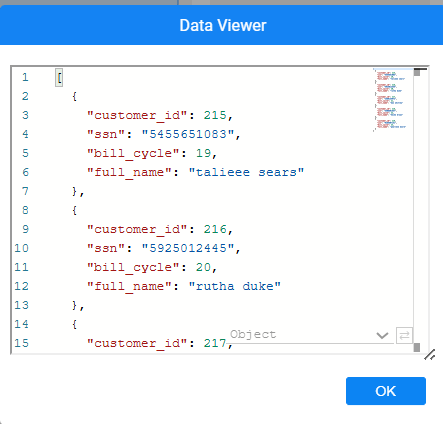 Data Viewer
1 [
2 {
3 "customer_id": 215,
4 "ssn": "5455651083",
5 "bill_cycle": 19,
6 "full_name": "talieee sears"
7 },
8 {
9 "customer_id": 216,
10 "ssn": "5925012445",
11 "bill_cycle": 20,
12 "full_name": "rutha duke"
13 },
14 {
Object
15 "customer_id": 217,
OK